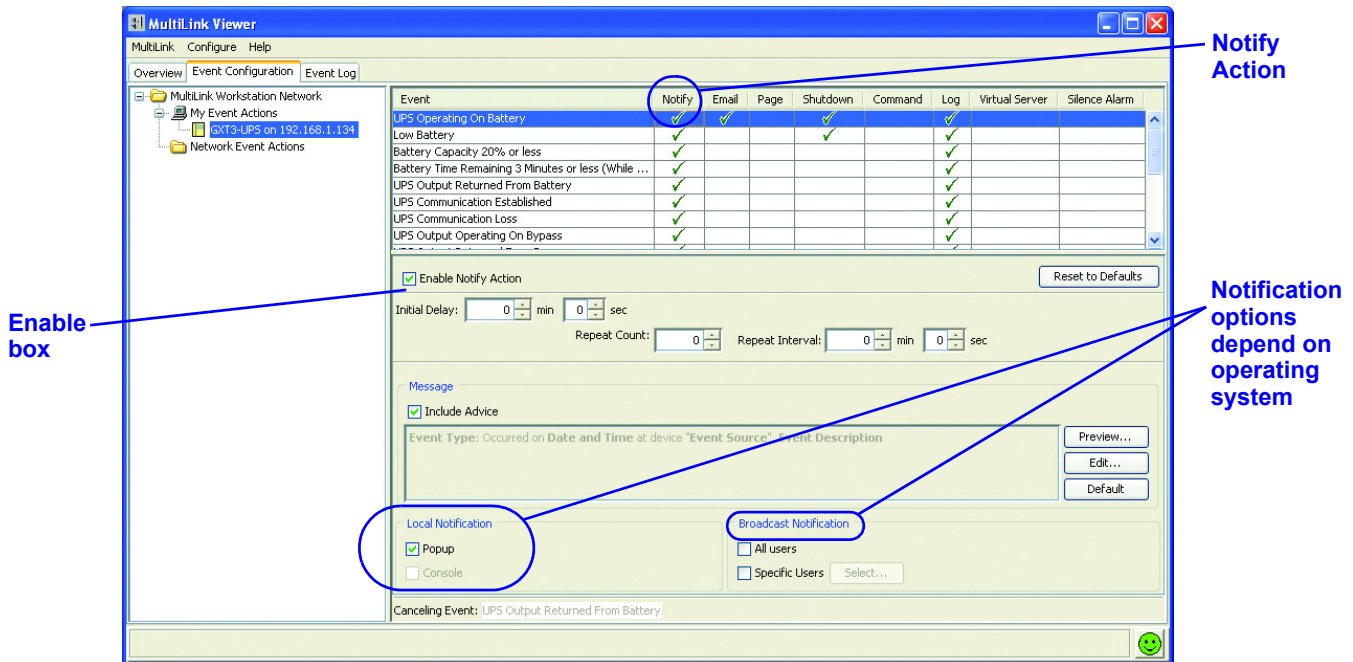 MultiLink Viewer
MultiLink Configure Help
Overview Event Configuration Event Log
MultiLink Workstation Network
My Event Actions
GXT3-UPS on 192.168.1.134
Network Event Actions
Event Notify Email Page Shutdown Command Log Virtual Server Silence Alarm
UPS Operating On Battery
Low Battery
Battery Capacity 20% or less
Battery Time Remaining 3 Minutes or less (While ...
UPS Output Returned From Battery
UPS Communication Established
UPS Communication Loss
UPS Output Operating On Bypass
Enable Notify Action Reset to Defaults
Initial Delay: 0 min 0 sec
Repeat Count: 0 Repeat Interval: 0 min 0 sec
Message
Include Advice
Event Type: Occurred on Date and Time at device "Event Source". Event Description
Preview...
Edit...
Default
Local Notification
Popup
Console
Broadcast Notification
All users
Specific Users Select...
Canceling Event: UPS Output Returned From Battery
Notify
Action
Enable
box
Notification
options
depend on
operating
system